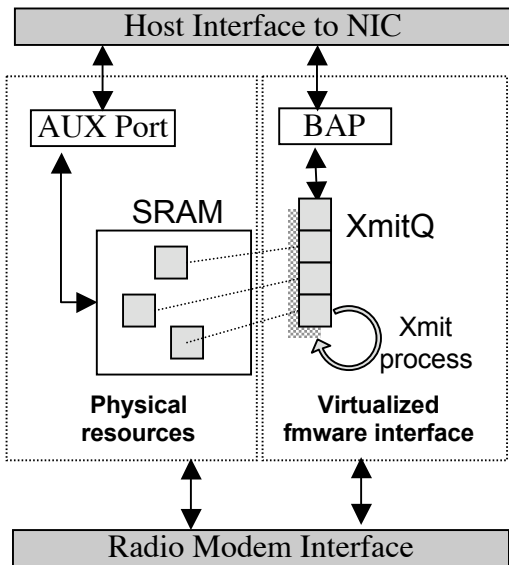 Host Interface to NIC
AUX Port
BAP
SRAM
XmitQ
Xmit
process
Physical
resources
Virtualized
fmware interface
Radio Modem Interface